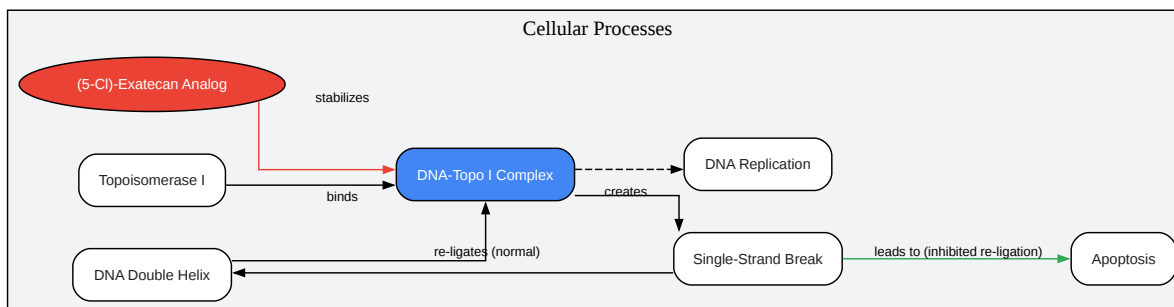 Cellular Processes
(5-Cl)-Exatecan Analog
stabilizes
DNA Replication
Topoisomerase I
DNA-Topo I Complex
binds
creates
re-ligates (normal)
leads to (inhibited re-ligation)
DNA Double Helix
Single-Strand Break
Apoptosis